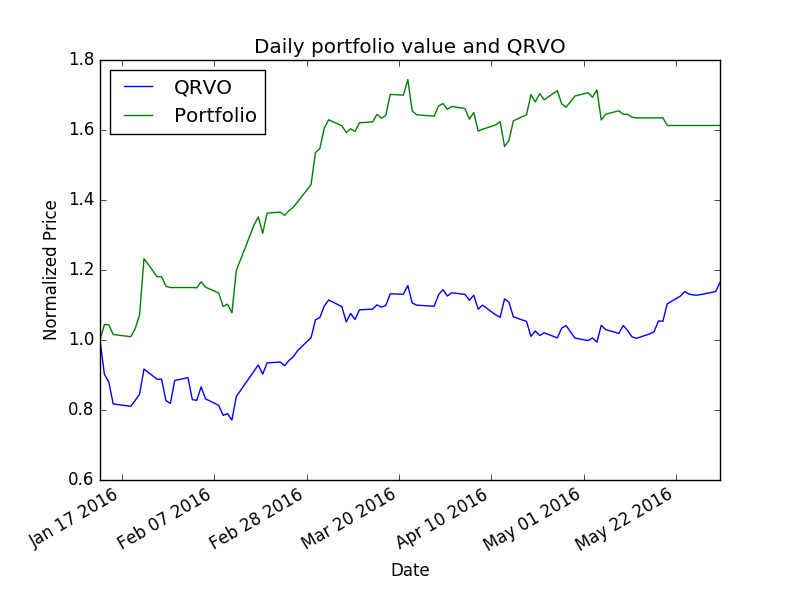 Daily portfolio value and QRVO
QRVO
Portfolio
Normalized Price
1.8
1.6
1.4
1.2
1.0
0.8
0.6
Jan 17 2016
Feb 07 2016
Feb 28 2016
Mar 20 2016
Apr 10 2016
May 01 2016
May 22 2016
Date